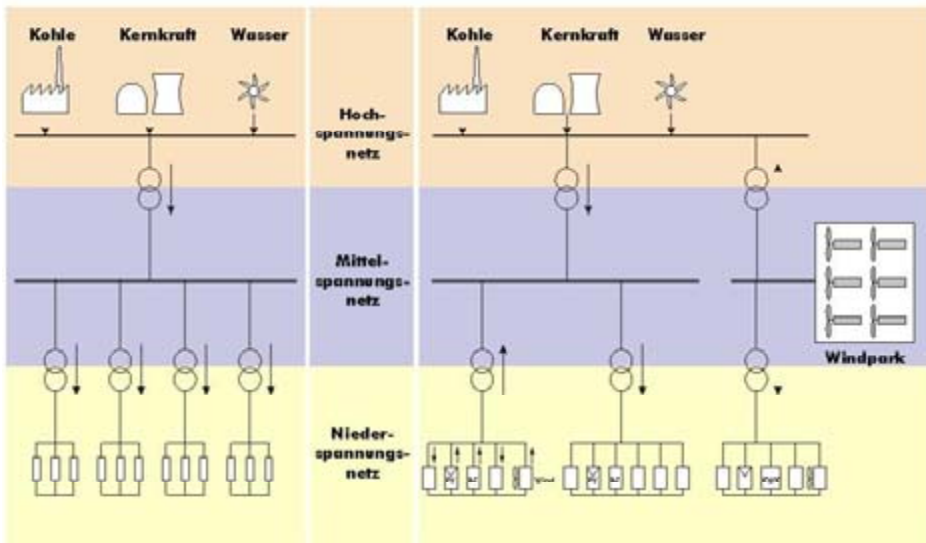 Kohle Kernkraft Wasser
Hoch-
spannungs-
netz
Mittel-
spannungs-
netz
Nieder-
spannungs-
netz
Kohle Kernkraft Wasser
Windpark